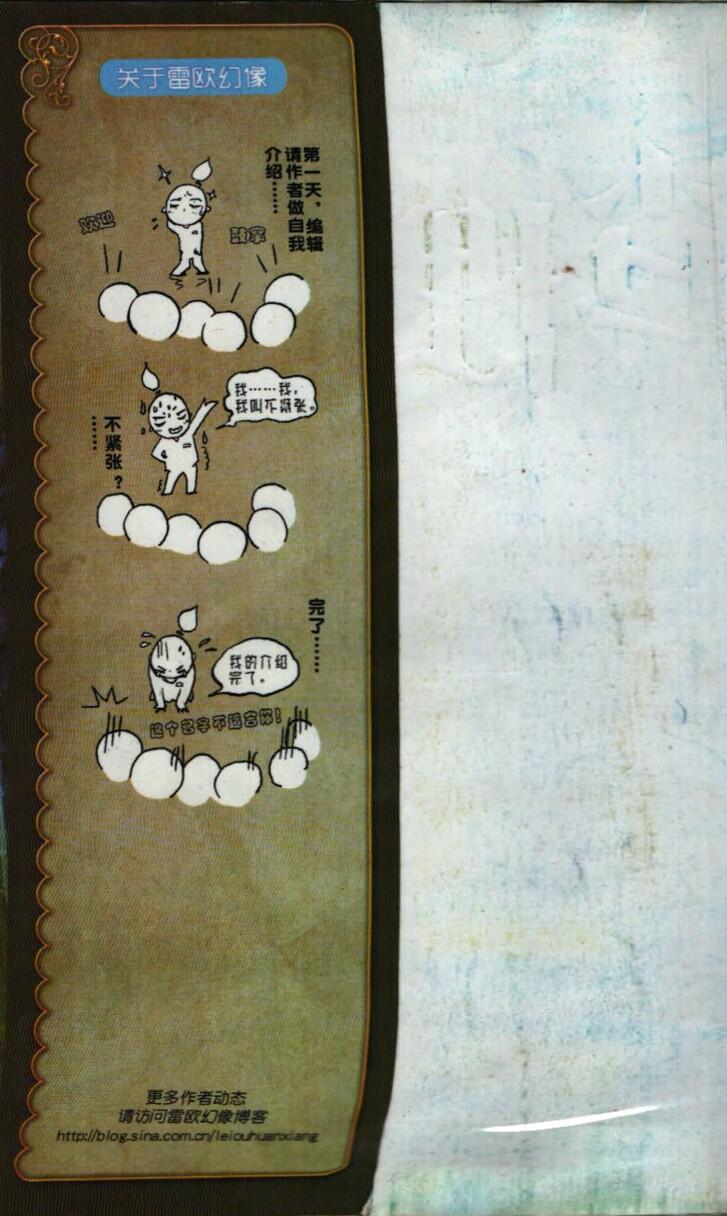 关于雷欧幻像
第一天，编辑
请作者做自我
介绍……
欢迎
鼓掌
我……我，
我叫不紧张。
不紧张？
……
完了……
我的介绍
完了。
这个名字不适合你！
更多作者动态
请访问雷欧幻像博客
http://blog.sina.com.cn/leiouhuanxiang